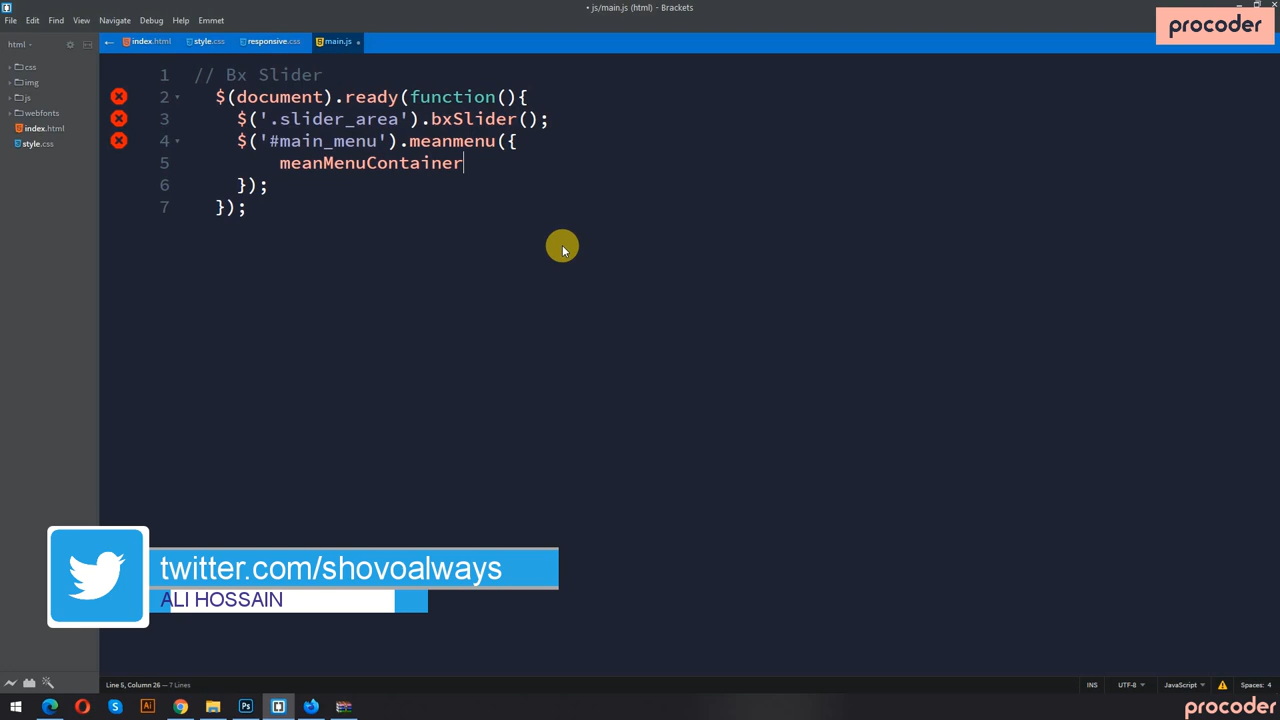 • js/main.js (html) - Brackets
File Edit Find View Navigate Debug Help Emmet
procoder
html
index.html style.css responsive.css main.js
css
img
js
webfonts
index.html
style.css
1 // Bx Slider
2 $(document).ready(function(){
3 $('.slider_area').bxSlider();
4 $('#main_menu').meanmenu({
5 meanMenuContainer
6 });
7 });
twitter.com/shovoalways
ALI HOSSAIN
Line 5, Column 26 — 7 Lines
INS UTF-8 JavaScript Spaces: 4
procoder